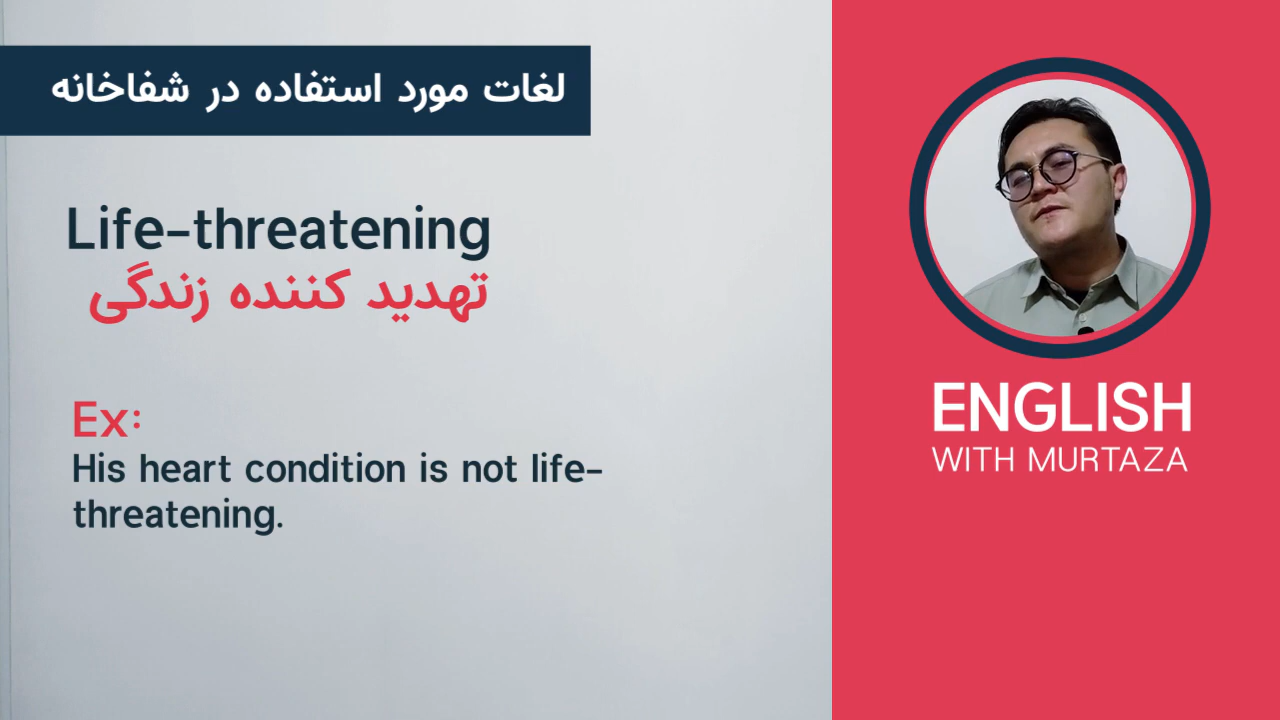 لغات مورد استفاده در شفاخانه
Life-threatening
تهدید کننده زندگی
Ex:
His heart condition is not life-
threatening.
ENGLISH
WITH MURTAZA